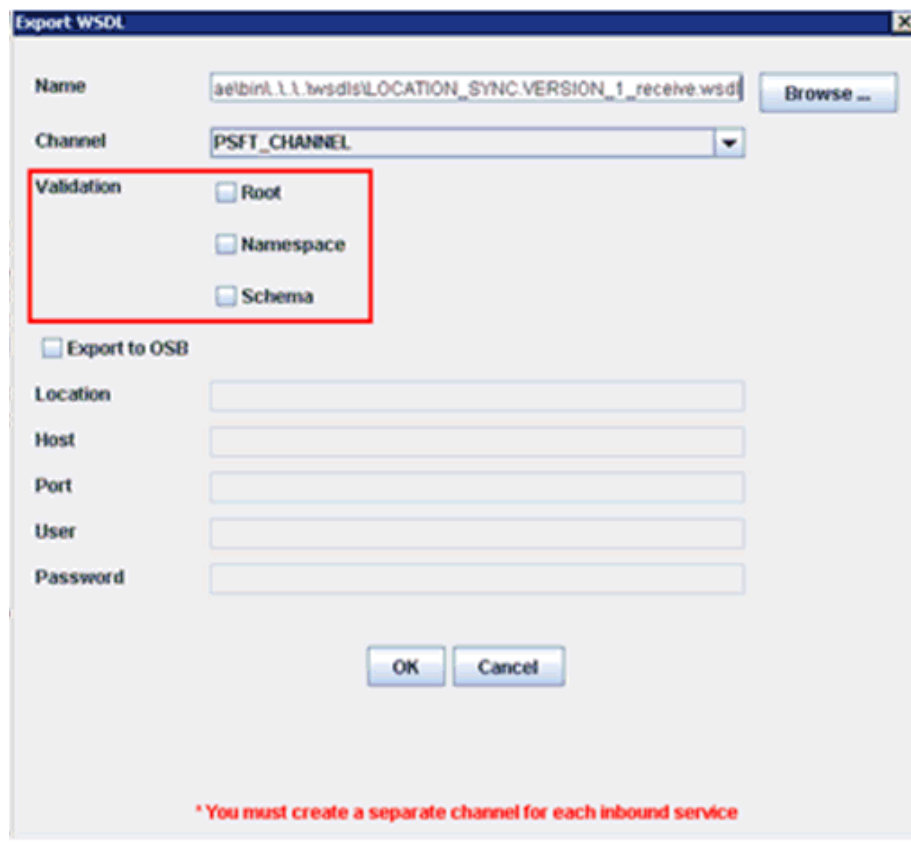 Export WSDL
Name ae\bin\..\..\..\wsdls\LOCATION_SYNC.VERSION_1_receive.wsdl Browse ...
Channel PSFT_CHANNEL
Validation Root
Namespace
Schema
Export to OSB
Location
Host
Port
User
Password
OK Cancel
* You must create a separate channel for each inbound service